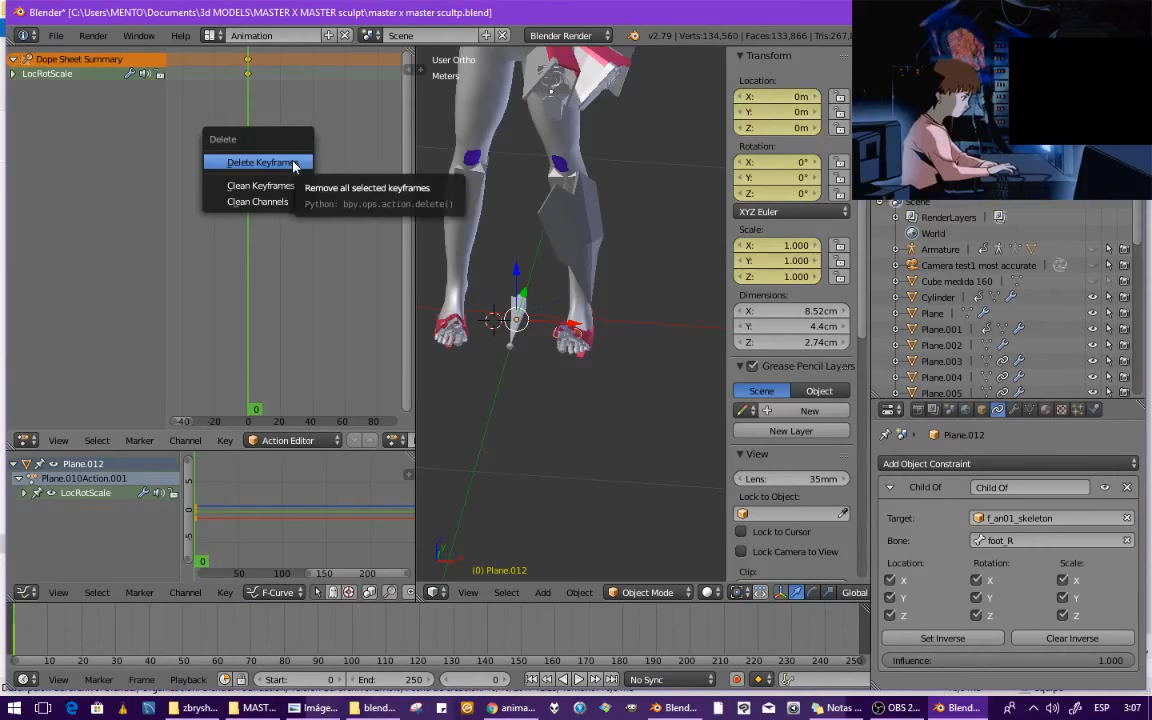 Blender* [C:\Users\MENTO\Documents\3d MODELS\MASTER X MASTER sculpt\master x master scultp.blend]
File Render Window Help Animation Scene Blender Render v2.79 | Verts:134,560 | Faces:133,866 | Tris:267,8
Dope Sheet Summary
LocRotScale
Delete
Delete Keyframes
Clean Keyframes
Clean Channels
Remove all selected keyframes
Python: bpy.ops.action.delete()
-40 -20 0 20 40 60 80
View Select Marker Channel Key Action Editor
Plane.012
Plane.010Action.001
LocRotScale
5
0
-5
0
50 100 150 200
View Select Marker Channel Key F-Curve
User Ortho
Meters
(0) Plane.012
View Select Add Object Object Mode Global
Transform
Location:
X: 0m
Y: 0m
Z: 0m
Rotation:
X: 0°
Y: 0°
Z: 0°
XYZ Euler
Scale:
X: 1.000
Y: 1.000
Z: 1.000
Dimensions:
X: 8.52cm
Y: 4.4cm
Z: 2.74cm
Grease Pencil Layers
Scene Object
New
New Layer
View
Lens: 35mm
Lock to Object:
Lock to Cursor
Lock Camera to View
Clip:
Scene
RenderLayers
World
Armature
Camera test1 most accurate
Cube medida 160
Cylinder
Plane
Plane.001
Plane.002
Plane.003
Plane.004
Plane.005
Plane.012
Add Object Constraint
Child Of Child Of
Target: f_an01_skeleton
Bone: foot_R
Location: Rotation: Scale:
X X X
Y Y Y
Z Z Z
Set Inverse Clear Inverse
Influence: 1.000
0 10 20 30 40 50 60 70 80 90 100 110 120 130 140 150 160 170 180 190 200 210 220 230 240 250
View Marker Frame Playback Start: 0 End: 250 0 No Sync
zbrysh... MAST... Imáge... blend... anima... Blend... Notas ... OBS 2... Blend... ESP 3:07